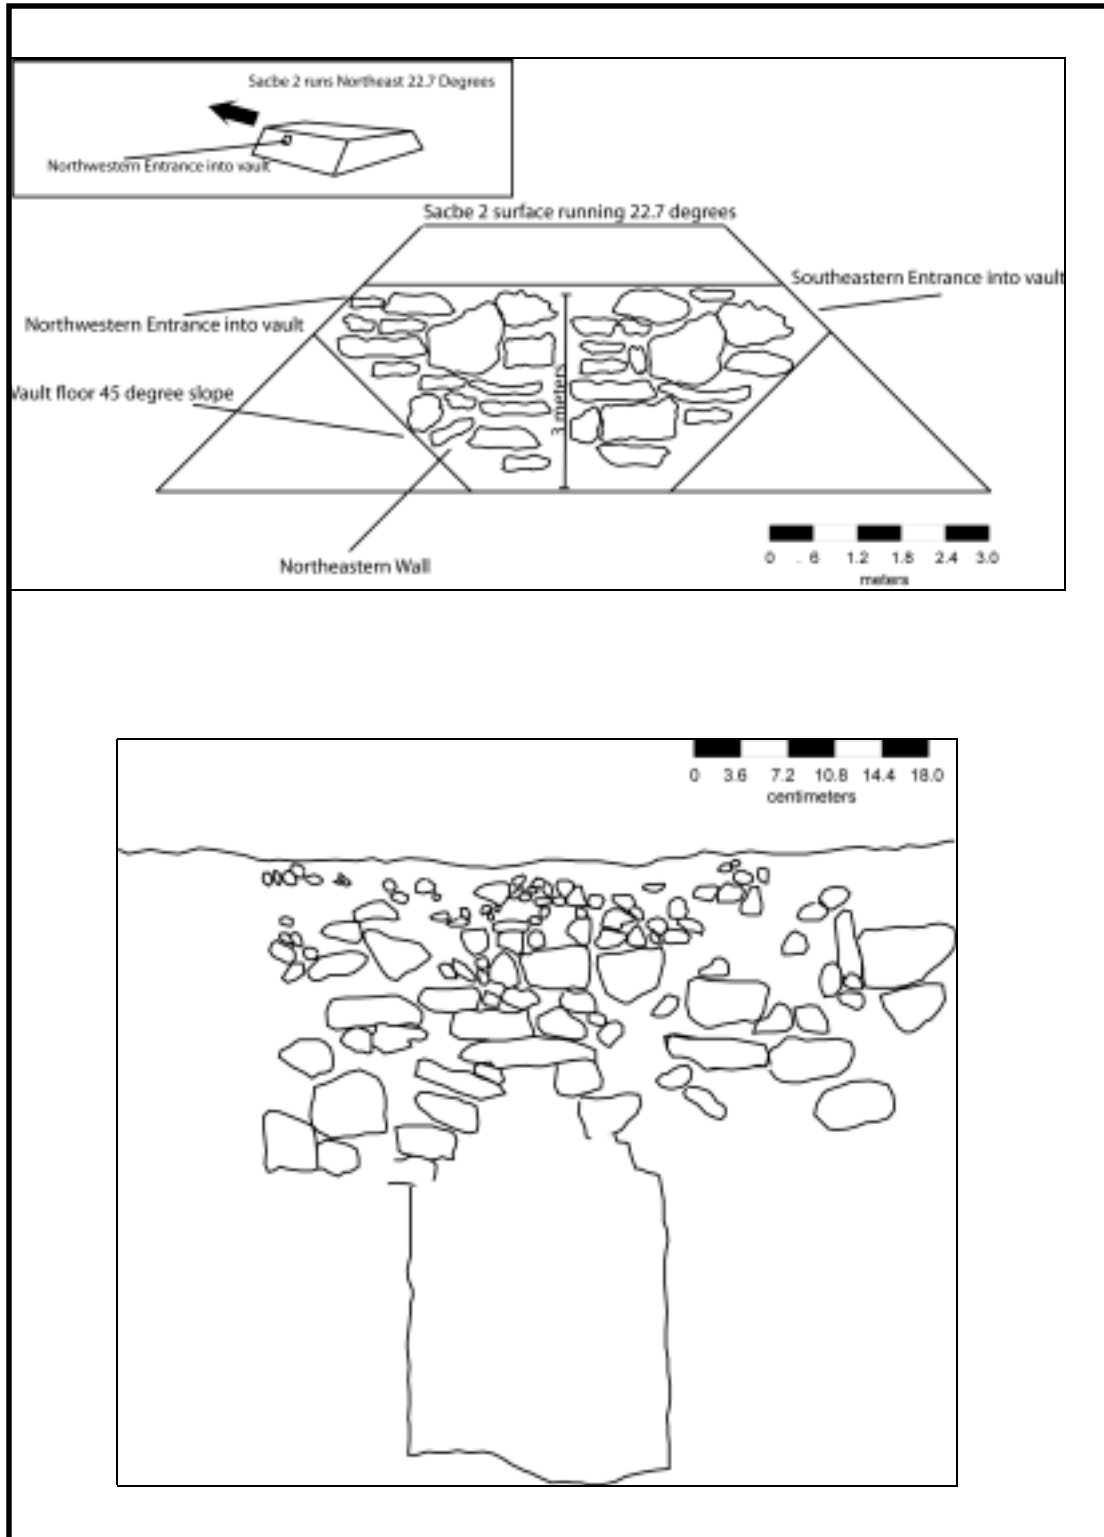 Sacbe 2 runs Northeast 22.7 Degrees
Northwestern Entrance into vault
Sacbe 2 surface running 22.7 degrees
Southeastern Entrance into vault
Northwestern Entrance into vault
Vault floor 45 degree slope
3 meters
Northeastern Wall
0 .6 1.2 1.8 2.4 3.0
meters
0 3.6 7.2 10.8 14.4 18.0
centimeters